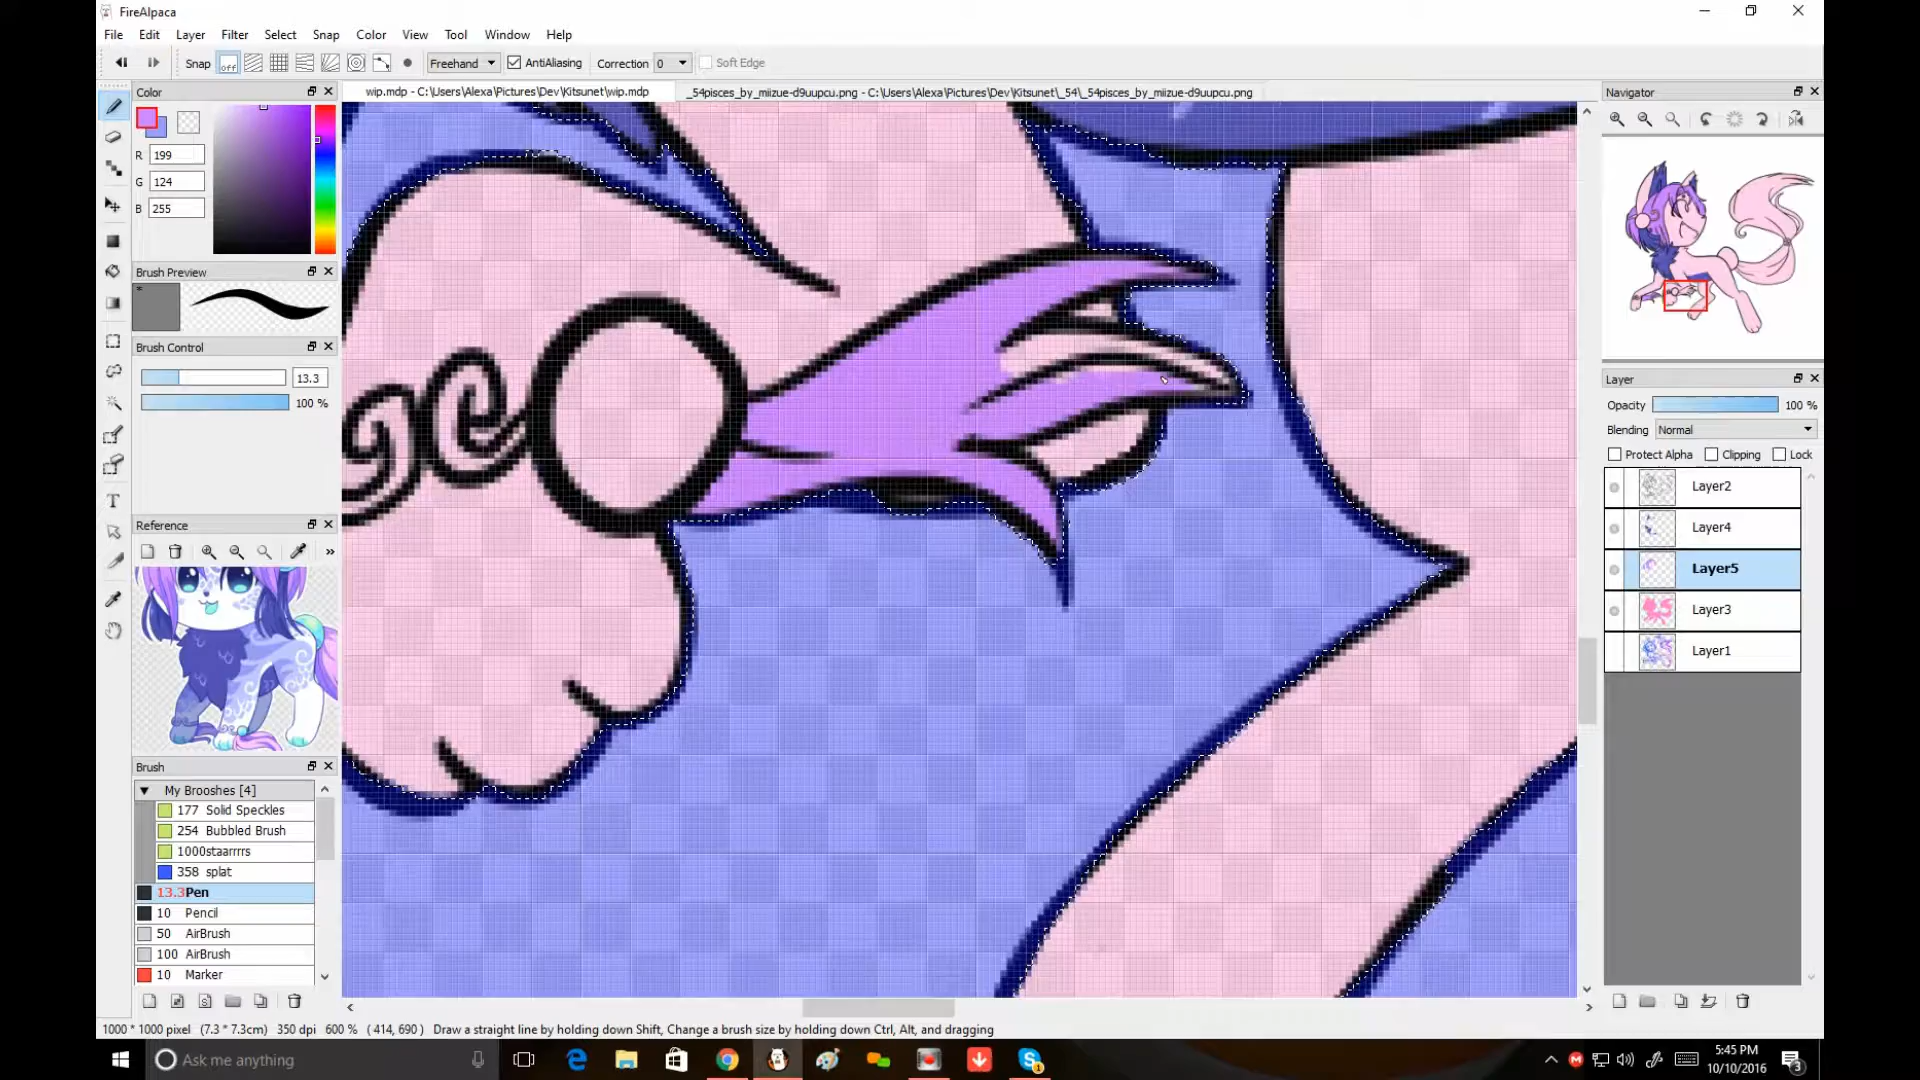 FireAlpaca
File Edit Layer Filter Select Snap Color View Tool Window Help
Snap off Freehand AntiAliasing Correction 0 Soft Edge
Color
wip.mdp - C:\Users\Alexa\Pictures\Dev\Kitsunet\wip.mdp
_54pisces_by_miizue-d9uupcu.png - C:\Users\Alexa\Pictures\Dev\Kitsunet\_54\_54pisces_by_miizue-d9uupcu.png
Navigator
R 199
G 124
B 255
Brush Preview
*
Brush Control
13.3
100 %
Layer
Opacity 100 %
Blending Normal
Protect Alpha Clipping Lock
Layer2
Layer4
Layer5
Layer3
Layer1
Reference
»
Brush
My Brooshes [4]
177 Solid Speckles
254 Bubbled Brush
1000staarrrrs
358 splat
13.3Pen
10 Pencil
50 AirBrush
100 AirBrush
10 Marker
1000 * 1000 pixel (7.3 * 7.3cm) 350 dpi 600 % ( 414, 690 ) Draw a straight line by holding down Shift, Change a brush size by holding down Ctrl, Alt, and dragging
Ask me anything
5:45 PM
10/10/2016
3